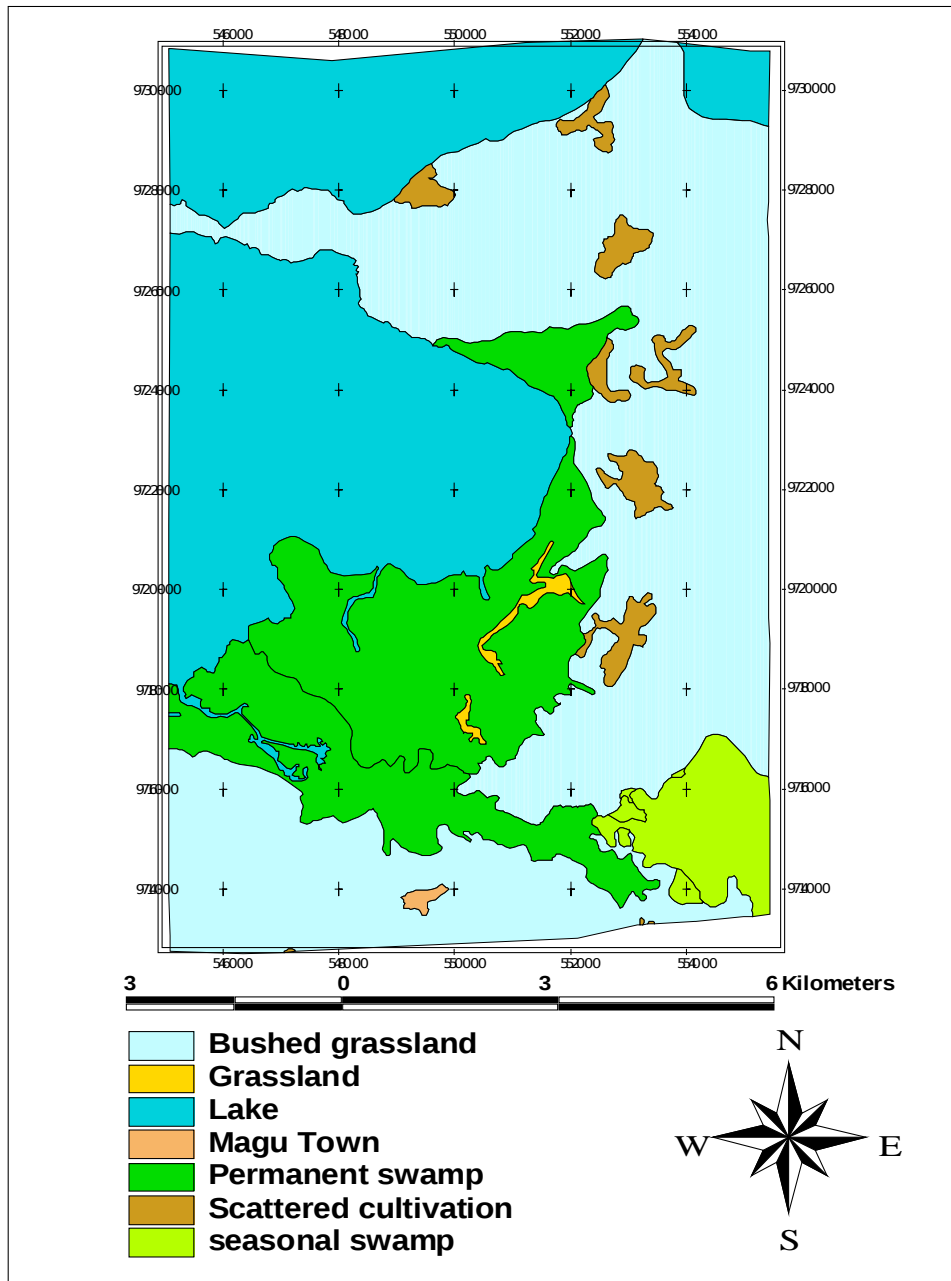 546000 548000 550000 552000 554000
9730000 9730000
9728000 9728000
9726000 9726000
9724000 9724000
9722000 9722000
9720000 9720000
9718000 9718000
9716000 9716000
9714000 9714000
546000 548000 550000 552000 554000
3 0 3 6 Kilometers
Bushed grassland
Grassland
Lake
Magu Town
Permanent swamp
Scattered cultivation
seasonal swamp
N
W E
S